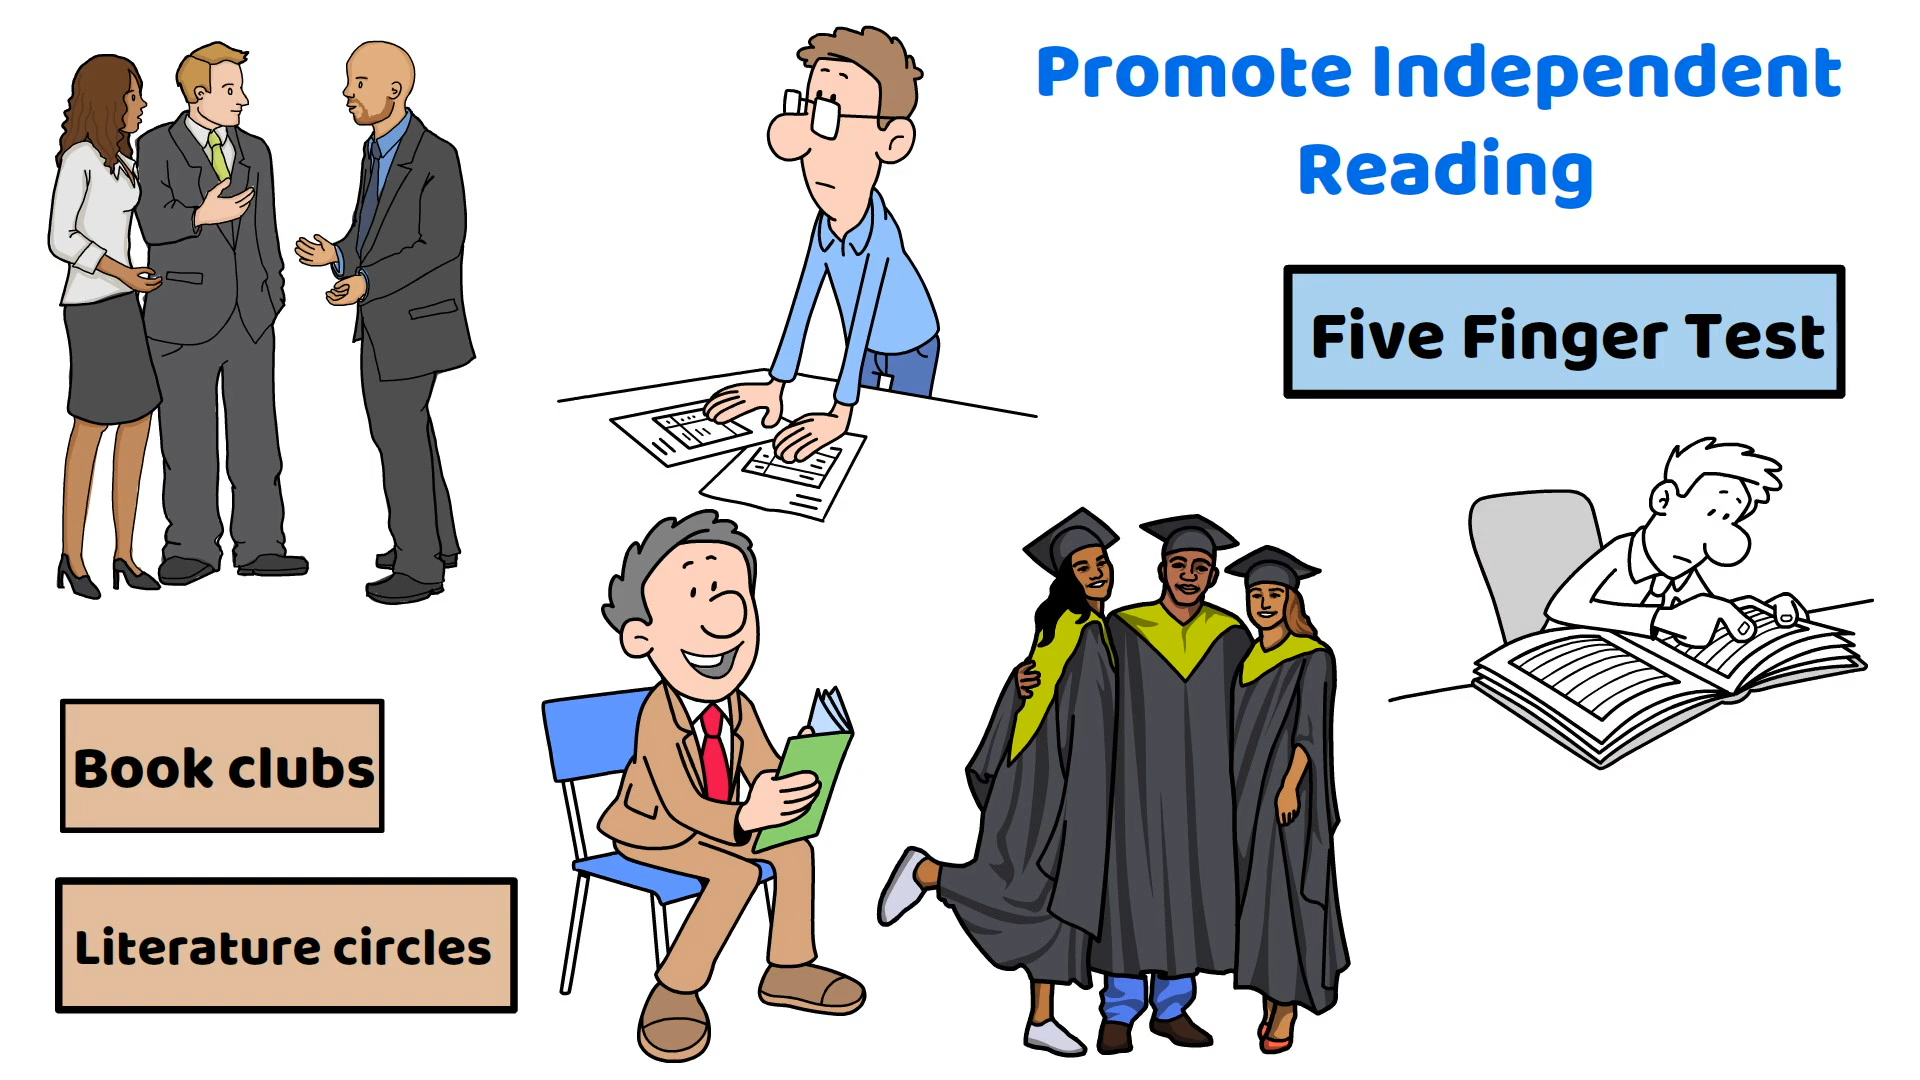 Promote Independent
Reading
Five Finger Test
Book clubs
Literature circles